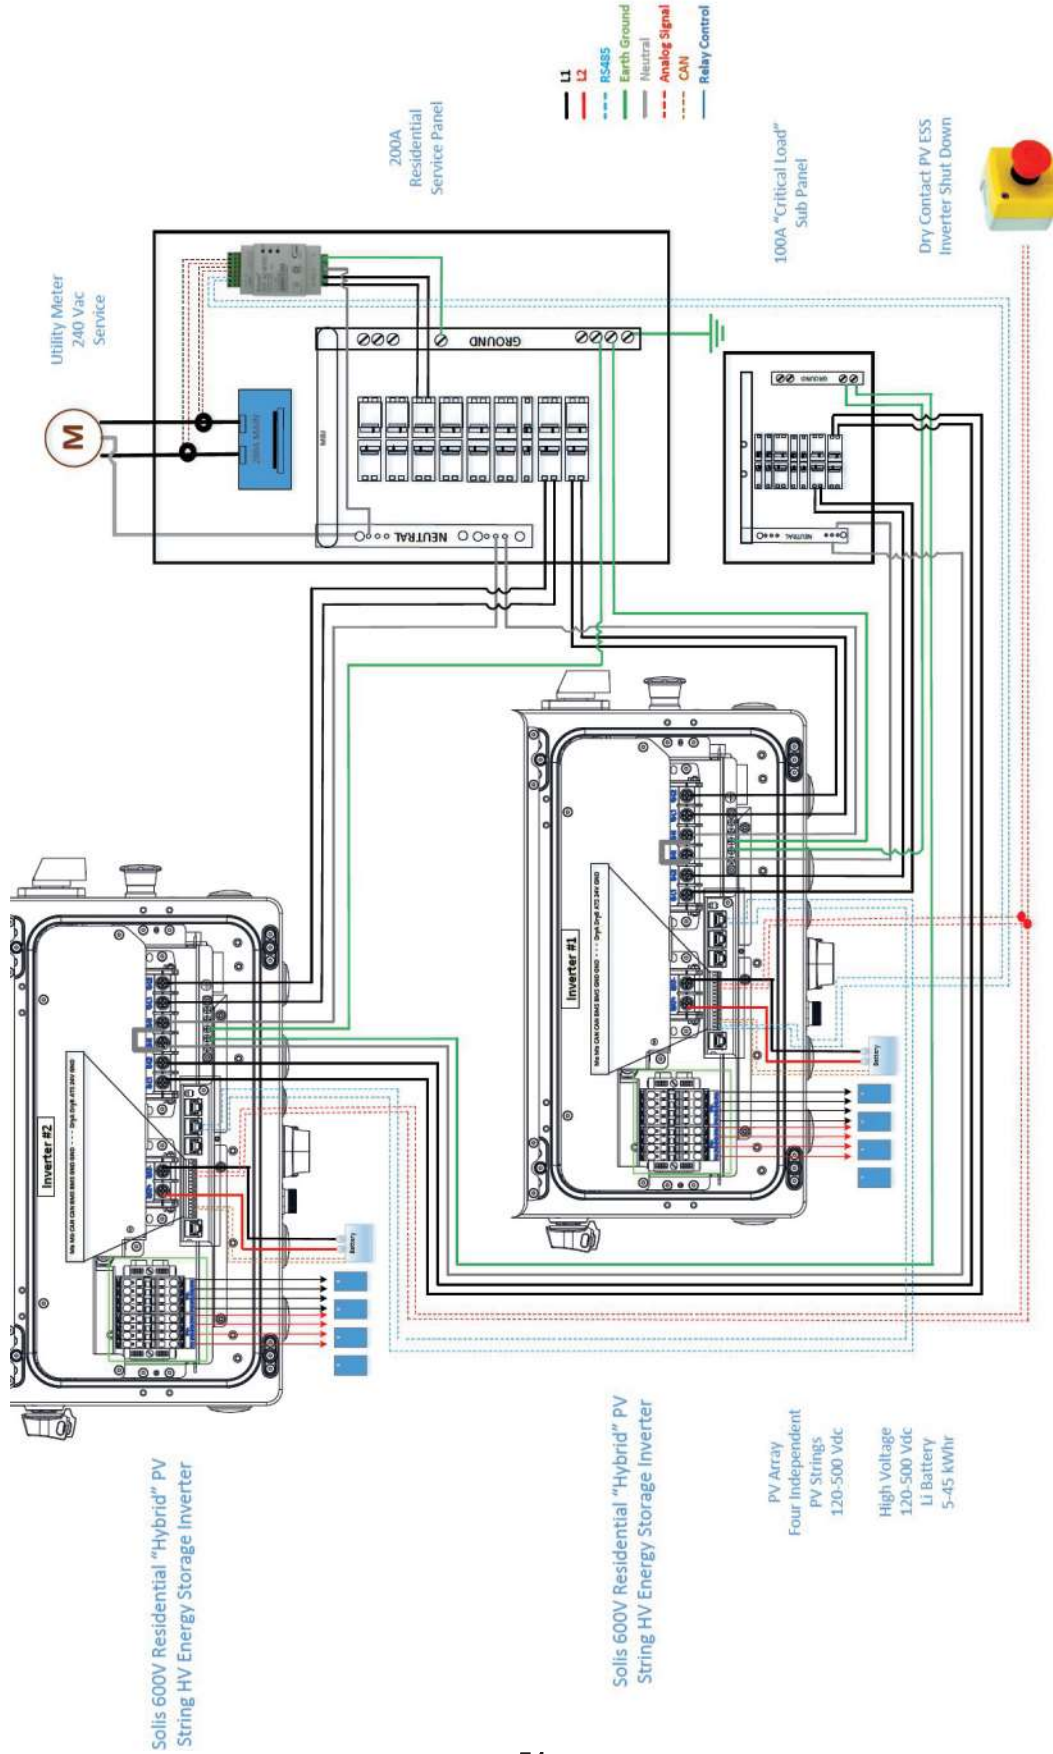 Utility Meter
240 Vac
Service
M
200A MAIN
200A
Residential
Service Panel
L1
L2
RS485
Earth Ground
Neutral
Analog Signal
CAN
Relay Control
MBJ
GROUND
NEUTRAL
100A "Critical Load"
Sub Panel
GROUND
NEUTRAL
Dry Contact PV ESS
Inverter Shut Down
Inverter #2
Battery
Inverter #1
Battery
Solis 600V Residential "Hybrid" PV
String HV Energy Storage Inverter
Solis 600V Residential "Hybrid" PV
String HV Energy Storage Inverter
PV Array
Four Independent
PV Strings
120-500 Vdc
High Voltage
120-500 Vdc
Li Battery
5-45 kWhr